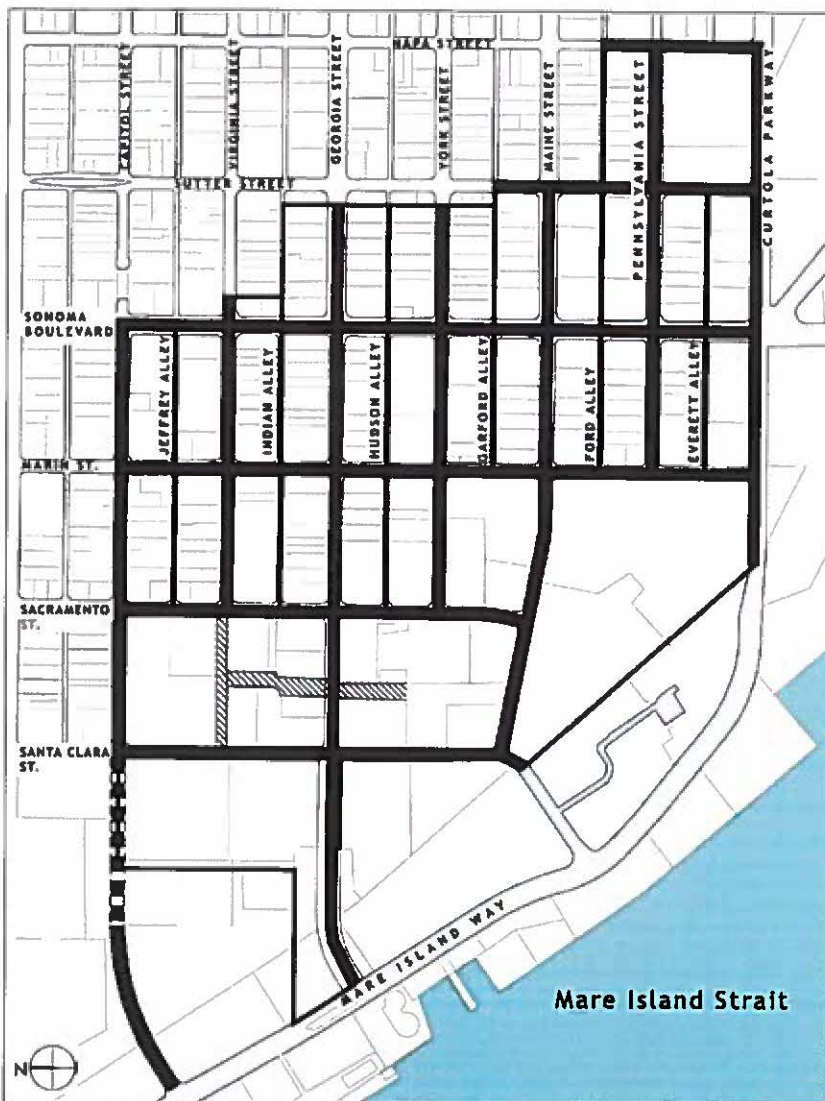 NAPA STREET
CAPITOL STREET
VIRGINIA STREET
GEORGIA STREET
YORK STREET
MAINE STREET
PENNSYLVANIA STREET
CURTOLA PARKWAY
SUTTER STREET
SONOMA
BOULEVARD
JEFFREY ALLEY
INDIAN ALLEY
HUDSON ALLEY
GARFORD ALLEY
FORD ALLEY
EVERETT ALLEY
MARIN ST.
SACRAMENTO
ST.
SANTA CLARA
ST.
MARE ISLAND WAY
Mare Island Strait
N